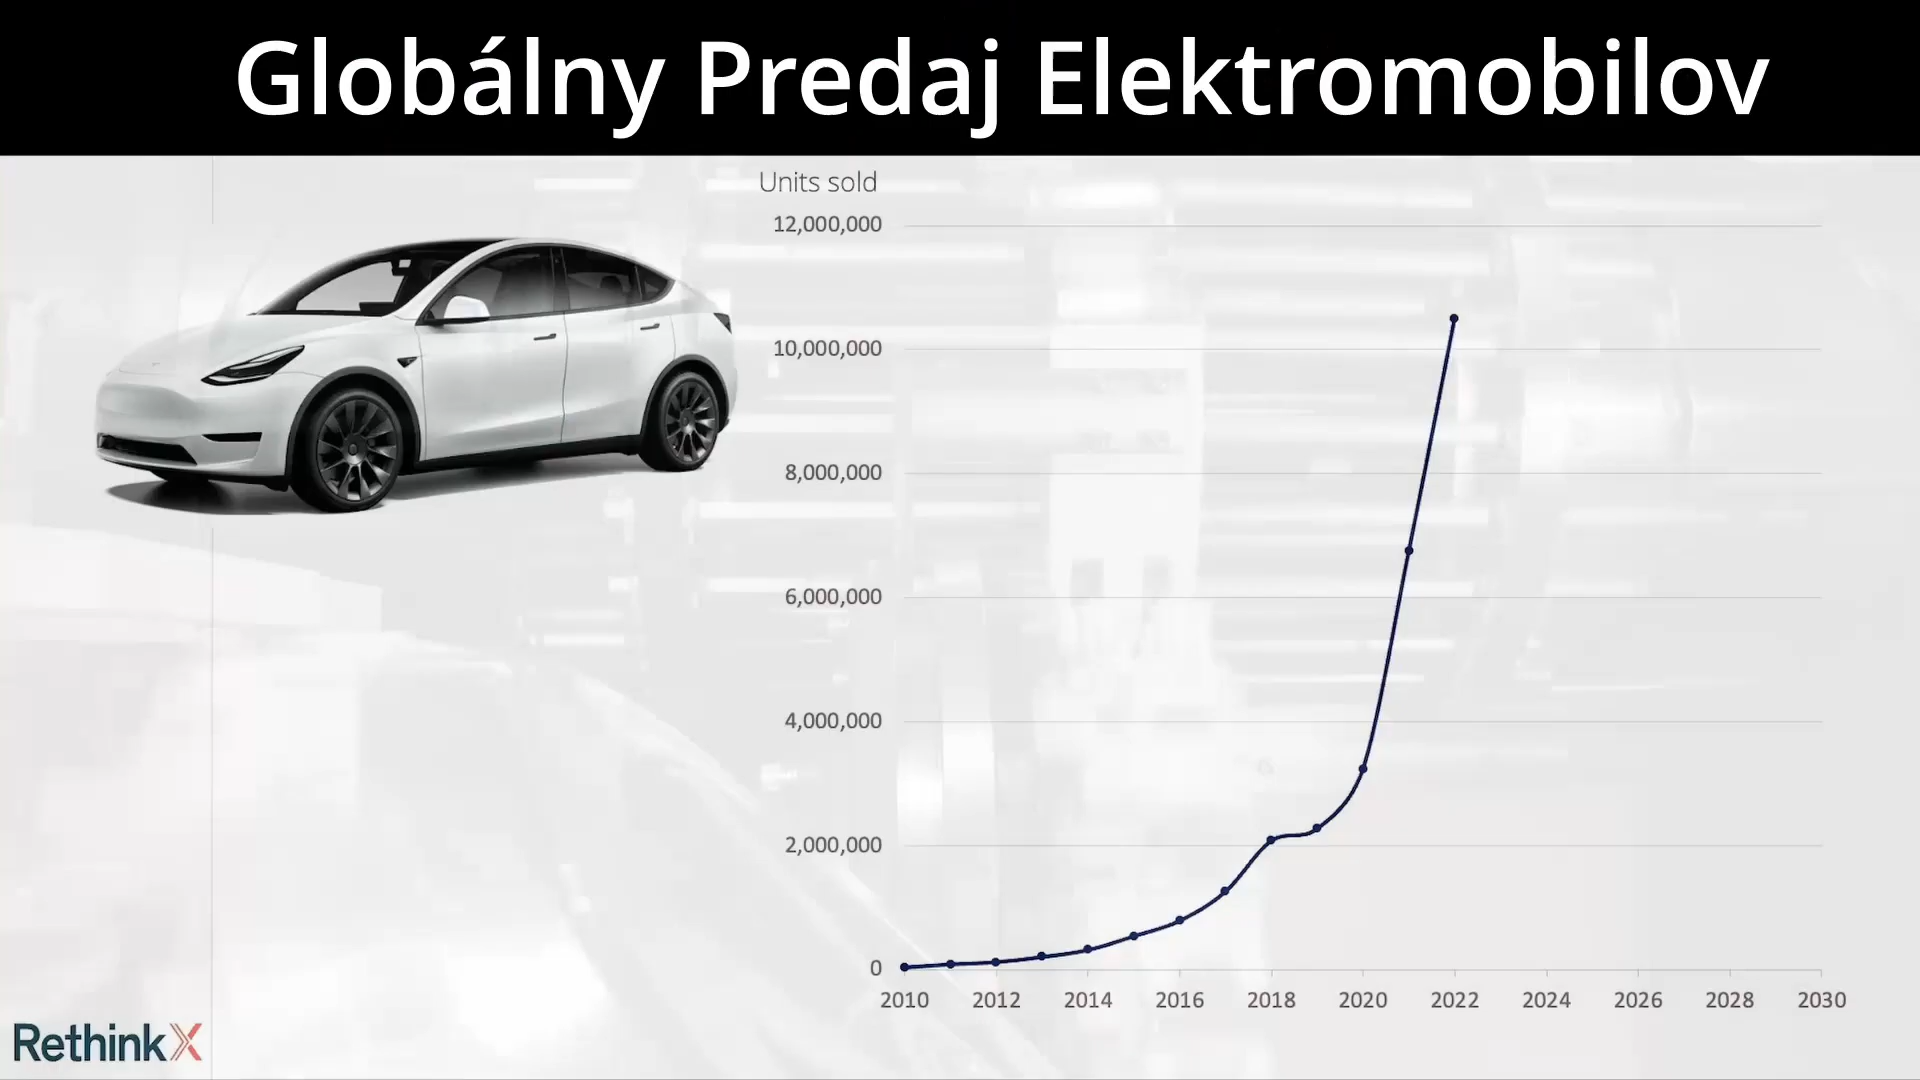 Globálny Predaj Elektromobilov
Units sold
12,000,000
10,000,000
8,000,000
6,000,000
4,000,000
2,000,000
0
2010 2012 2014 2016 2018 2020 2022 2024 2026 2028 2030
RethinkX